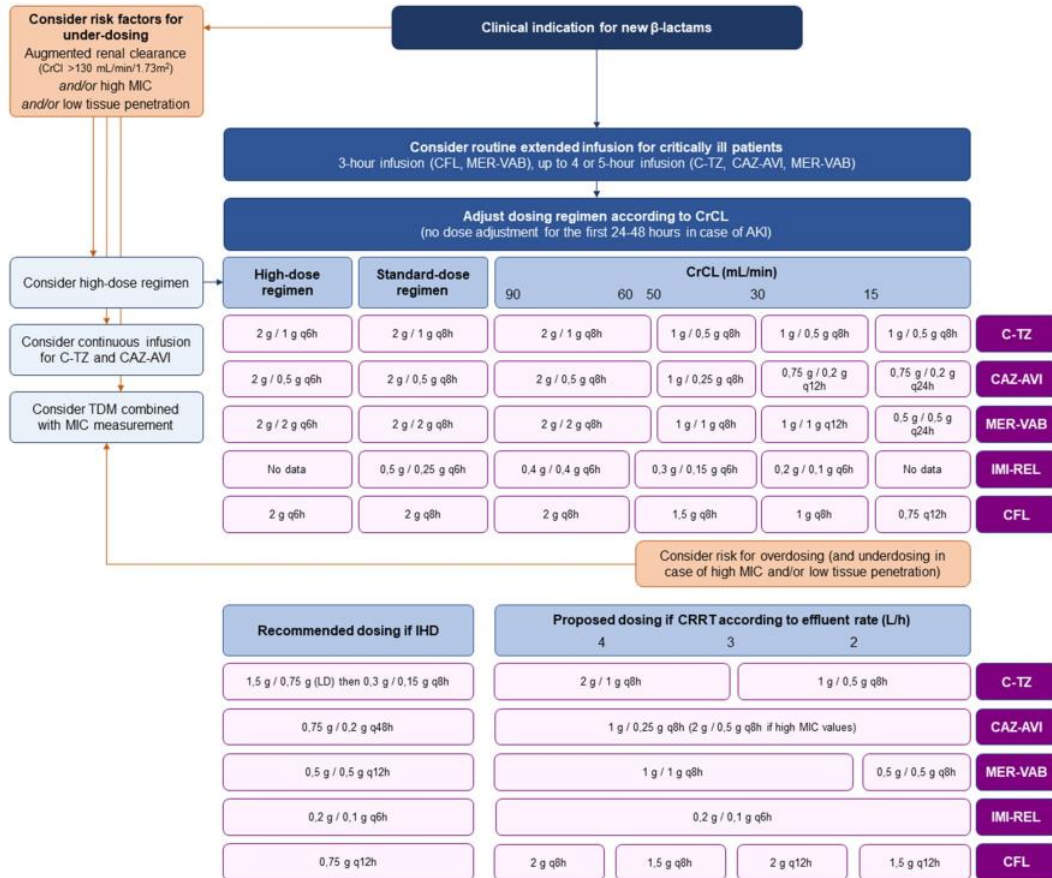 Consider risk factors for
under-dosing
Augmented renal clearance
(CrCl >130 mL/min/1.73m²)
and/or high MIC
and/or low tissue penetration
Clinical indication for new β-lactams
Consider routine extended infusion for critically ill patients
3-hour infusion (CFL, MER-VAB), up to 4 or 5-hour infusion (C-TZ, CAZ-AVI, MER-VAB)
Adjust dosing regimen according to CrCL
(no dose adjustment for the first 24-48 hours in case of AKI)
Consider high-dose regimen
Consider continuous infusion
for C-TZ and CAZ-AVI
Consider TDM combined
with MIC measurement
High-dose
regimen
Standard-dose
regimen
CrCL (mL/min)
90 60 50 30 15
2 g / 1 g q6h 2 g / 1 g q8h 2 g / 1 g q8h 1 g / 0,5 g q8h 1 g / 0,5 g q8h 1 g / 0,5 g q8h C-TZ
2 g / 0,5 g q6h 2 g / 0,5 g q8h 2 g / 0,5 g q8h 1 g / 0,25 g q8h 0,75 g / 0,2 g
q12h 0,75 g / 0,2 g
q24h CAZ-AVI
2 g / 2 g q6h 2 g / 2 g q8h 2 g / 2 g q8h 1 g / 1 g q8h 1 g / 1 g q12h 0,5 g / 0,5 g
q24h MER-VAB
No data 0,5 g / 0,25 g q6h 0,4 g / 0,4 g q6h 0,3 g / 0,15 g q6h 0,2 g / 0,1 g q6h No data IMI-REL
2 g q6h 2 g q8h 2 g q8h 1,5 g q8h 1 g q8h 0,75 q12h CFL
Consider risk for overdosing (and underdosing in
case of high MIC and/or low tissue penetration)
Recommended dosing if IHD
Proposed dosing if CRRT according to effluent rate (L/h)
4 3 2
1,5 g / 0,75 g (LD) then 0,3 g / 0,15 g q8h 2 g / 1 g q8h 1 g / 0,5 g q8h C-TZ
0,75 g / 0,2 g q48h 1 g / 0,25 g q8h (2 g / 0,5 g q8h if high MIC values) CAZ-AVI
0,5 g / 0,5 g q12h 1 g / 1 g q8h 0,5 g / 0,5 g q8h MER-VAB
0,2 g / 0,1 g q6h 0,2 g / 0,1 g q6h IMI-REL
0,75 g q12h 2 g q8h 1,5 g q8h 2 g q12h 1,5 g q12h CFL